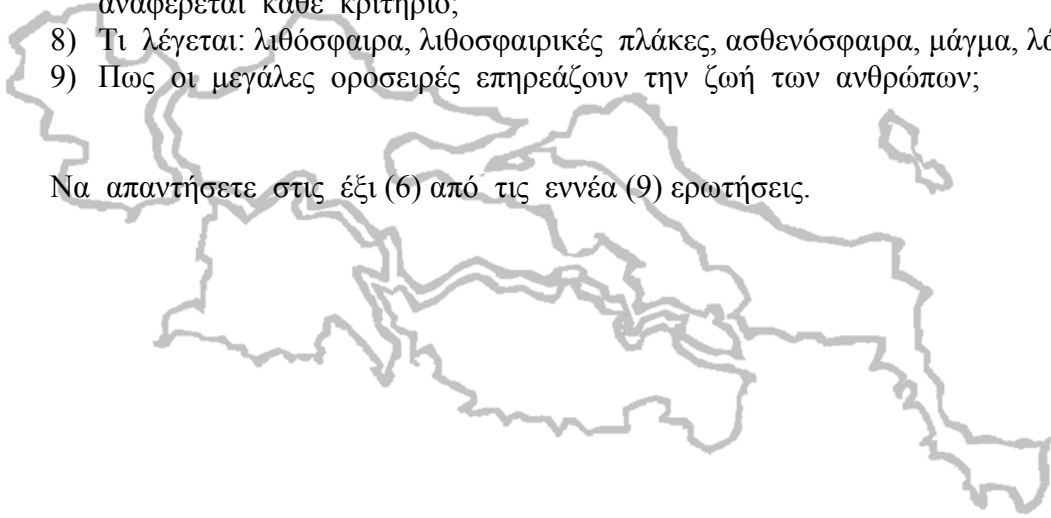 αναφέρεται κάθε κριτήριο;
8) Τι λέγεται: λιθόσφαιρα, λιθοσφαιρικές πλάκες, ασθενόσφαιρα, μάγμα,
9) Πως οι μεγάλες οροσειρές επηρεάζουν την ζωή των ανθρώπων;
Να απαντήσετε στις έξι (6) από τις εννέα (9) ερωτήσεις.